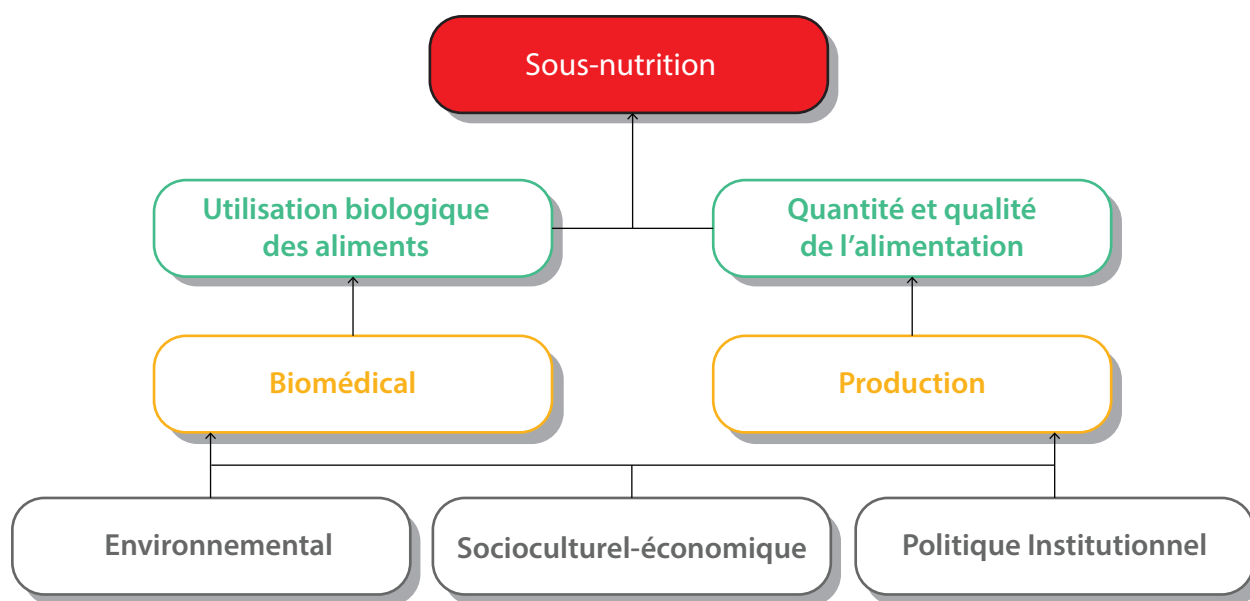 Sous-nutrition
Utilisation biologique
des aliments
Quantité et qualité
de l’alimentation
Biomédical
Production
Environnemental
Socioculturel-économique
Politique Institutionnel